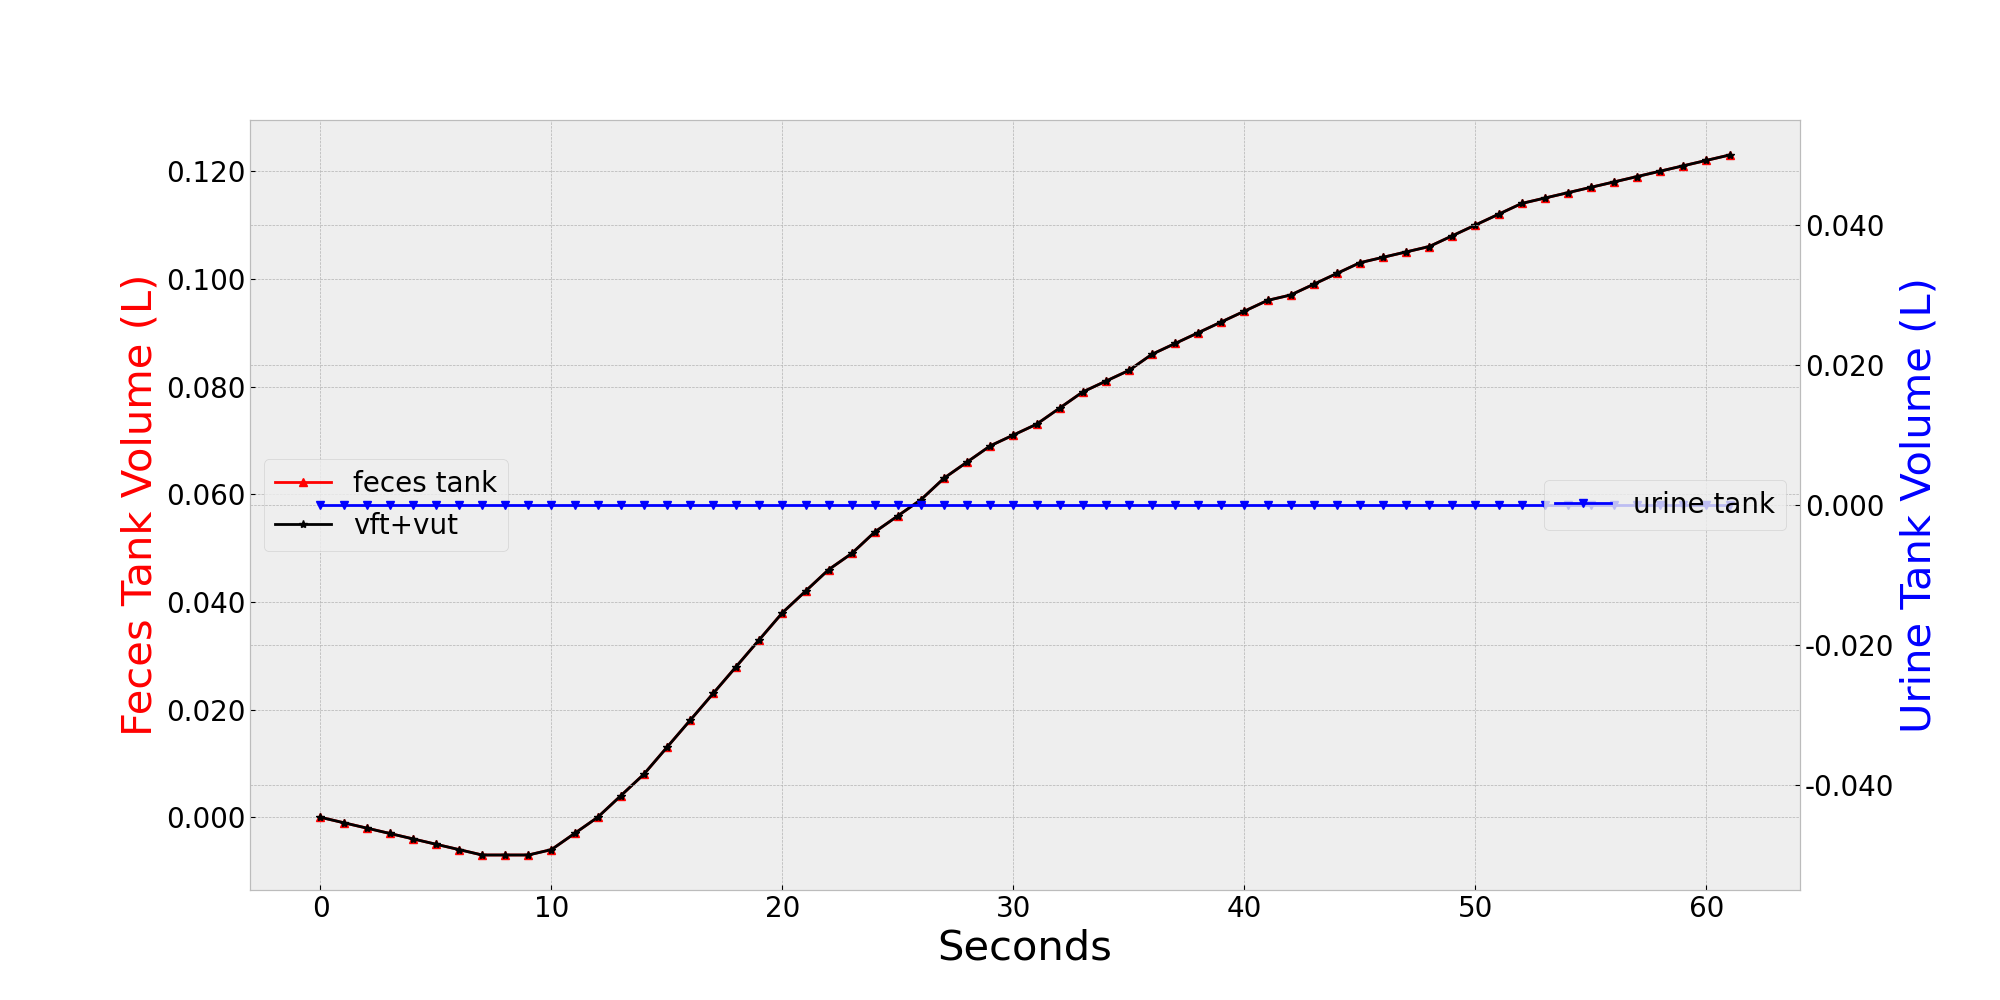 Feces Tank Volume (L)
0.120
0.100
0.080
0.060
0.040
0.020
0.000
feces tank
vft+vut
urine tank
0.040
0.020
0.000
-0.020
-0.040
Urine Tank Volume (L)
0 10 20 30 40 50 60
Seconds